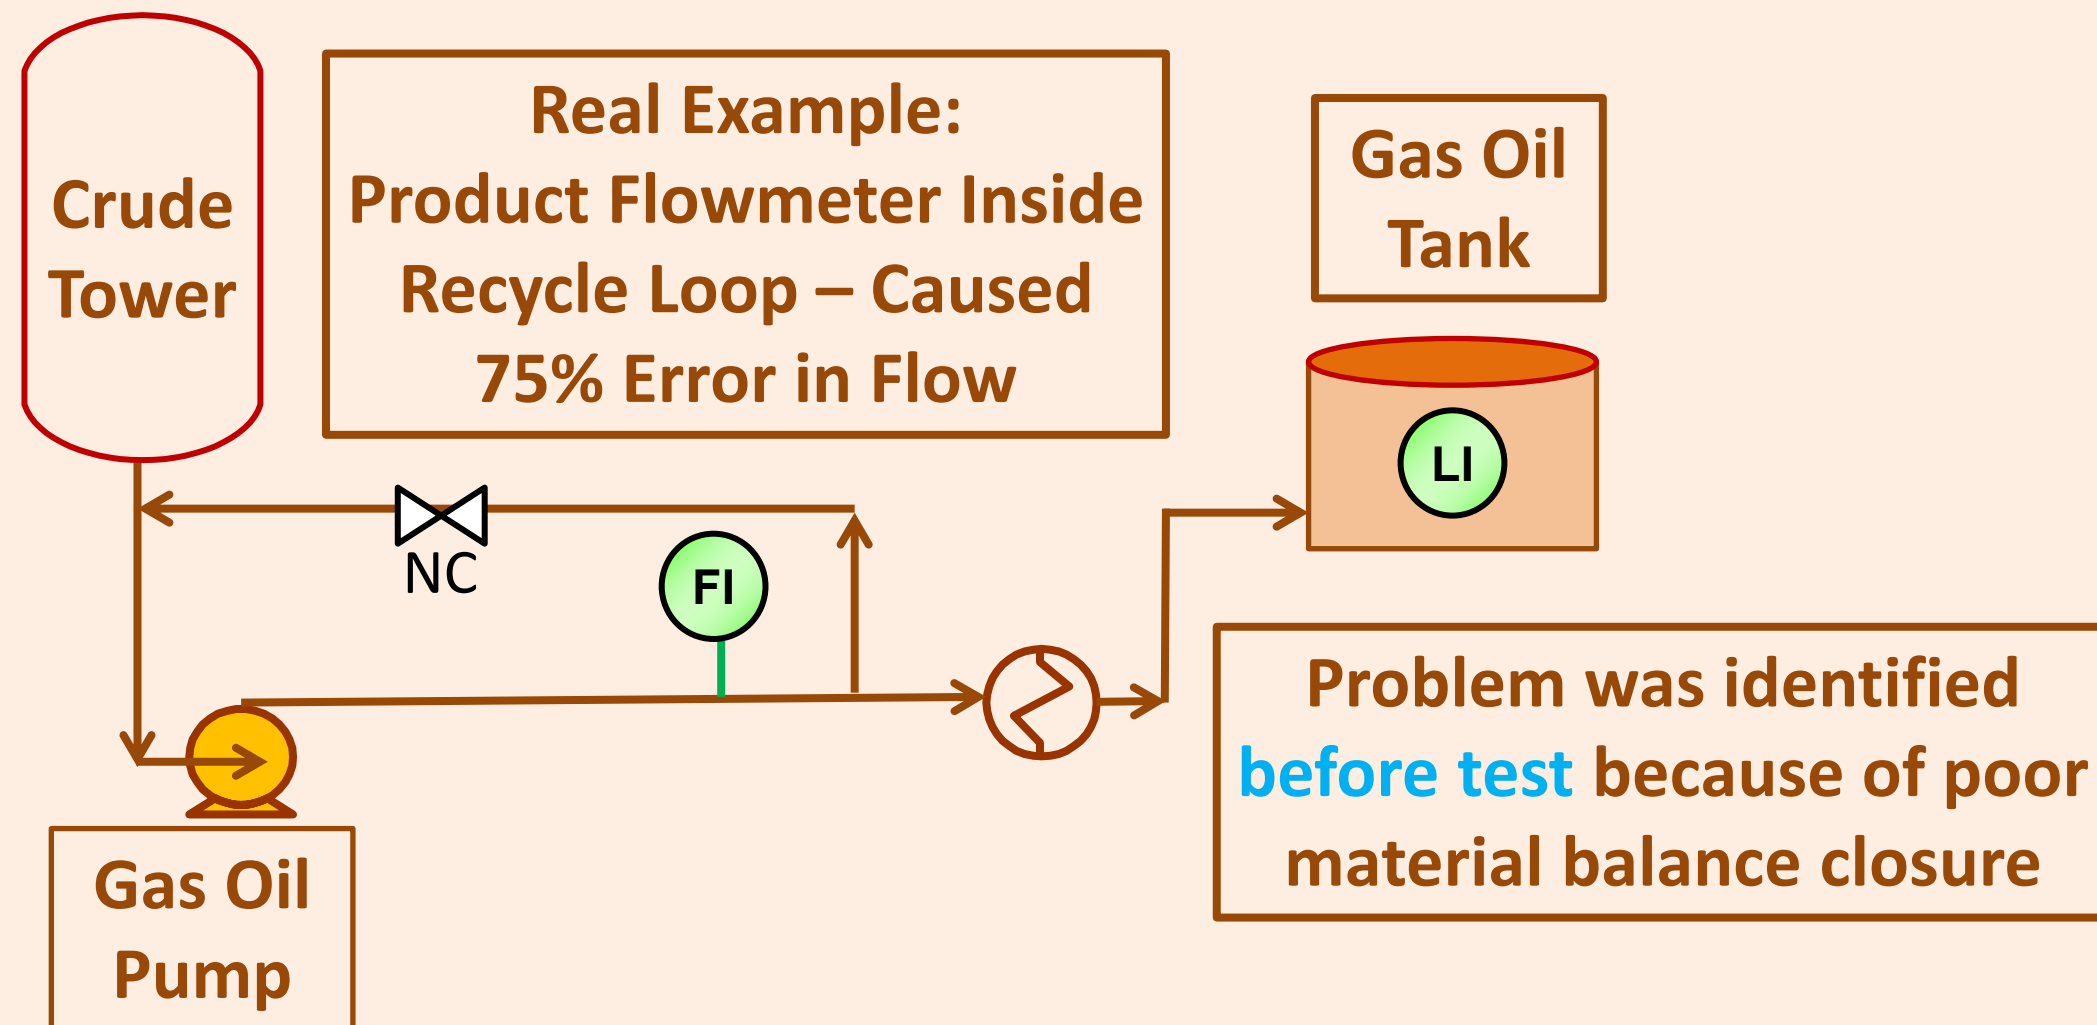 Crude
Tower
Real Example:
Product Flowmeter Inside
Recycle Loop – Caused
75% Error in Flow
Gas Oil
Tank
LI
NC
FI
Problem was identified
before test because of poor
material balance closure
Gas Oil
Pump